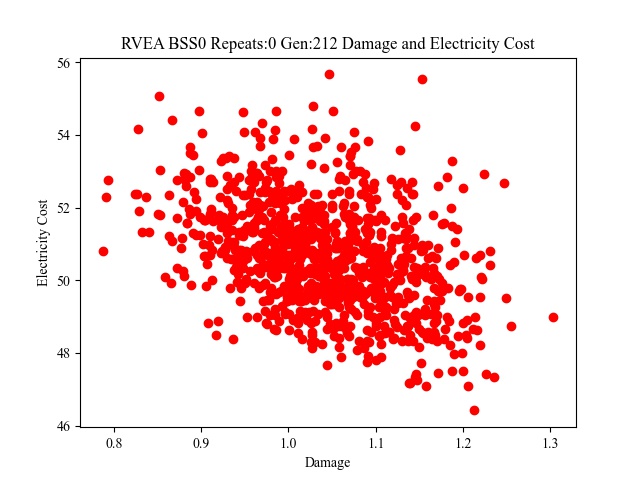 RVEA BSS0 Repeats:0 Gen:212 Damage and Electricity Cost
56
54
52
50
48
46
Electricity Cost
0.8 0.9 1.0 1.1 1.2 1.3
Damage